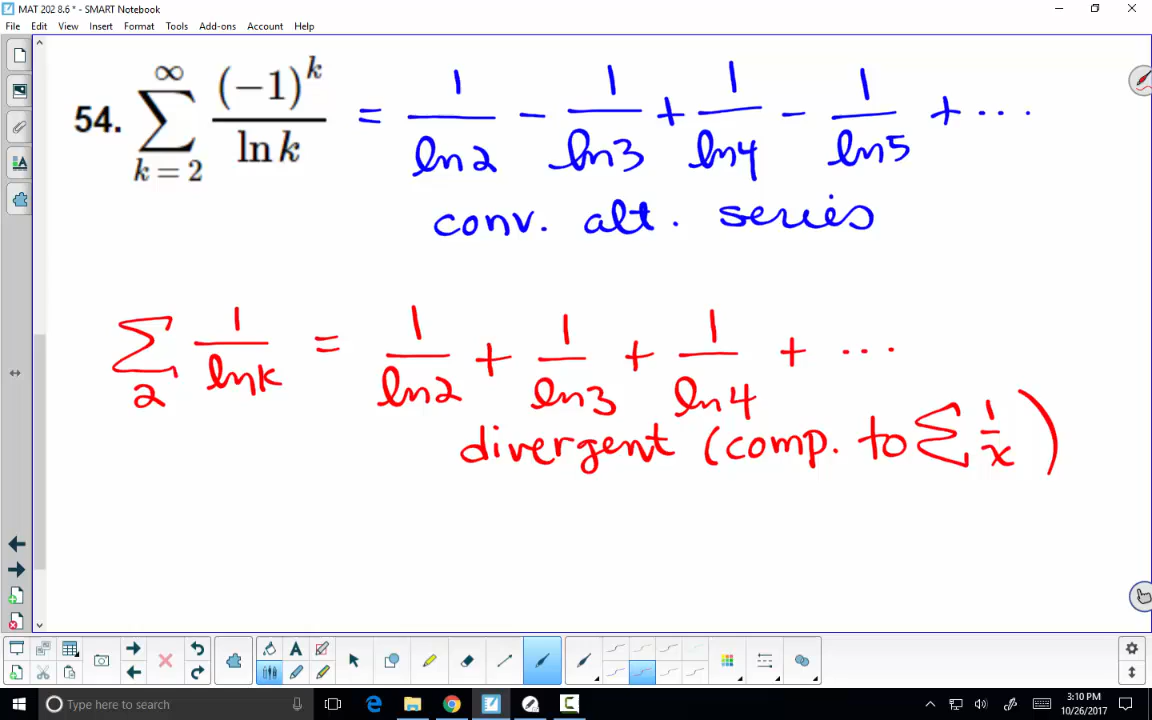 MAT 202 8.6 * - SMART Notebook
File Edit View Insert Format Tools Add-ons Account Help
54. ∑_{k=2}^{∞} (−1)^k / ln k = 1/ln2 − 1/ln3 + 1/ln4 − 1/ln5 + ...
conv. alt. series
∑_2 1/lnk = 1/ln2 + 1/ln3 + 1/ln4 + ...
divergent (comp. to ∑ 1/x)
Type here to search
3:10 PM
10/26/2017